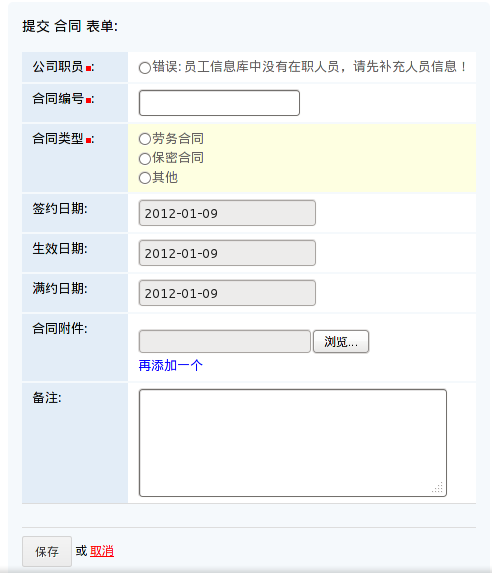 提交 合同 表单:
公司职员 : 错误: 员工信息库中没有在职人员，请先补充人员信息！
合同编号 :
合同类型 : 劳务合同
保密合同
其他
签约日期: 2012-01-09
生效日期: 2012-01-09
满约日期: 2012-01-09
合同附件: 浏览...
再添加一个
备注:
保存 或 取消